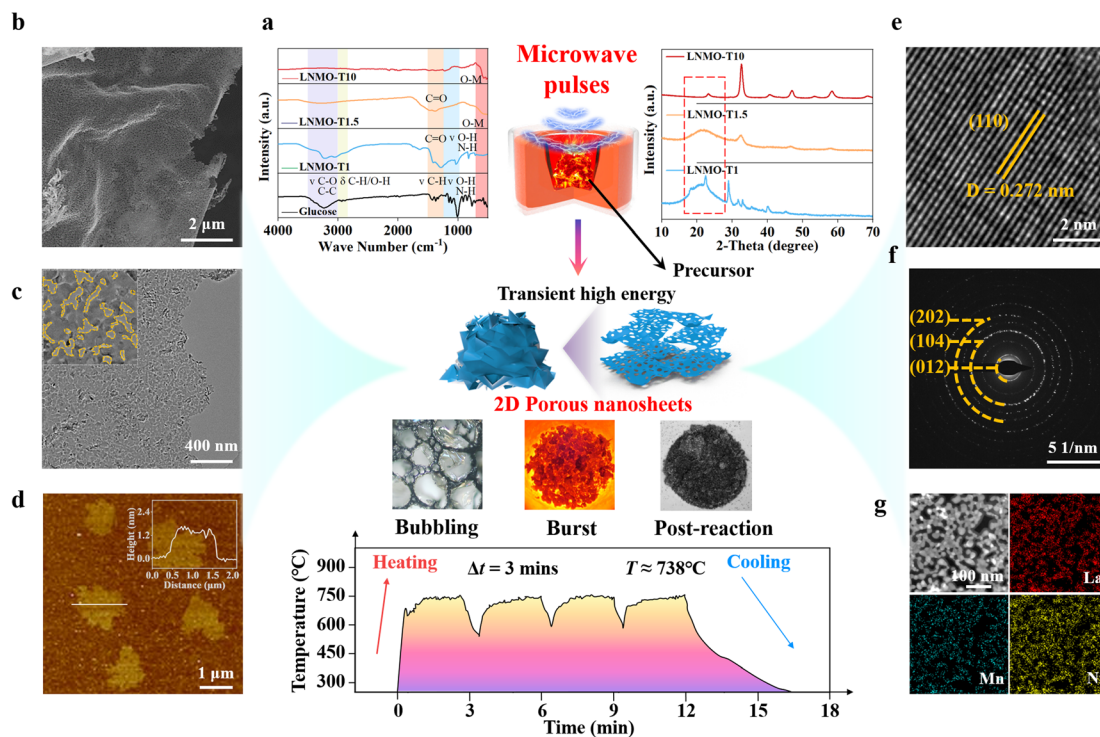 b
2 μm
c
400 nm
d
Height (nm)
2.4
1.2
0.0
0.0 0.5 1.0 1.5 2.0
Distance (μm)
1 μm
a
Intensity (a.u.)
LNMO-T10
O-M
C=O
LNMO-T1.5
O-M
C=O ν O-H
N-H
LNMO-T1
ν C-O δ C-H/O-H ν C-H ν O-H
C-C N-H
Glucose
4000 3000 2000 1000
Wave Number (cm⁻¹)
Microwave
pulses
Intensity (a.u.)
LNMO-T10
LNMO-T1.5
LNMO-T1
10 20 30 40 50 60 70
2-Theta (degree)
Precursor
Transient high energy
2D Porous nanosheets
Bubbling Burst Post-reaction
Temperature (℃)
900
750
600
450
300
Heating
Δt = 3 mins
T ≈ 738℃
Cooling
0 3 6 9 12 15 18
Time (min)
e
(110)
D = 0.272 nm
2 nm
f
(202)
(104)
(012)
5 1/nm
g
100 nm
La
Mn